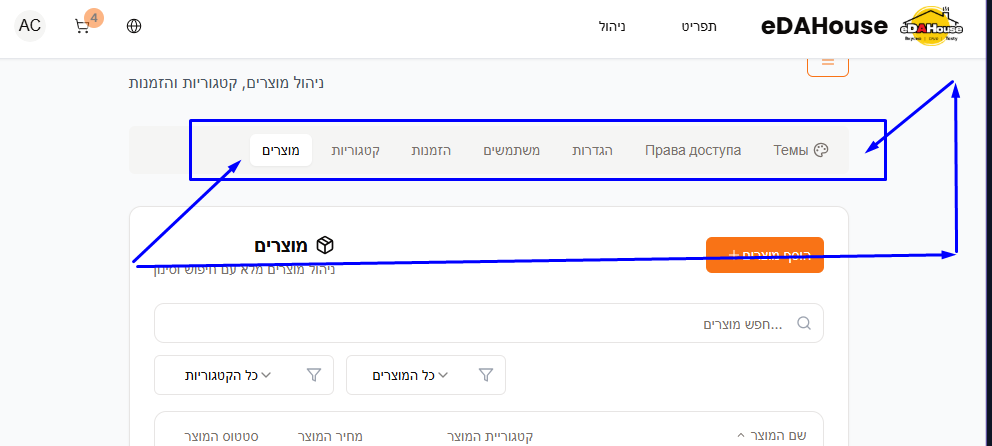 eDAHouse
eDAHouse תפריט ניהול 4 AC
ניהול מוצרים, קטגוריות והזמנות
Темы Права доступа הגדרות משתמשים הזמנות קטגוריות מוצרים
מוצרים
הוסף מוצרים +
ניהול מוצרים מלא עם חיפוש וסינון
חפש מוצרים...
כל המוצרים כל הקטגוריות
שם המוצר קטגוריית המוצר מחיר המוצר סטטוס המוצר